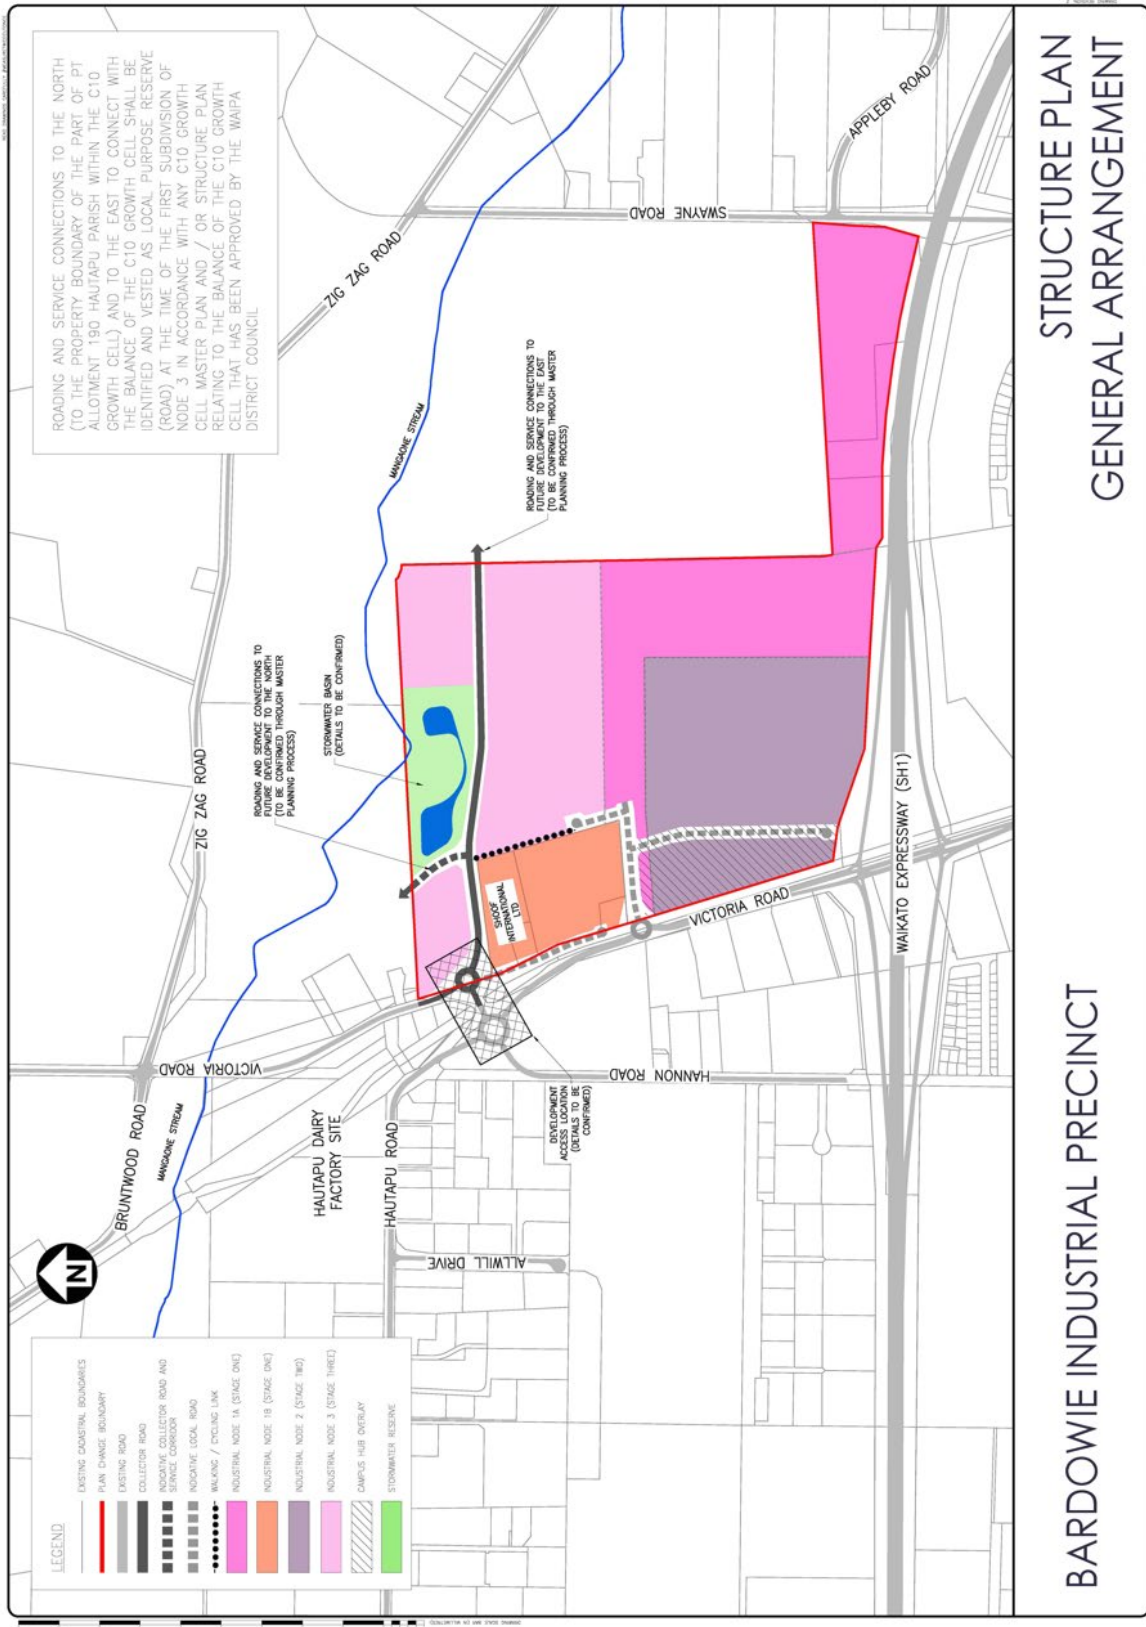 ROADING AND SERVICE CONNECTIONS TO THE NORTH
(TO THE PROPERTY BOUNDARY OF THE PART OF PT
ALLOTMENT 190 HAUTAPU PARISH WITHIN THE C10
GROWTH CELL) AND TO THE EAST TO CONNECT WITH
THE BALANCE OF THE C10 GROWTH CELL SHALL BE
IDENTIFIED AND VESTED AS LOCAL PURPOSE RESERVE
(ROAD) AT THE TIME OF THE FIRST SUBDIVISION OF
NODE 3 IN ACCORDANCE WITH ANY C10 GROWTH
CELL MASTER PLAN AND / OR STRUCTURE PLAN
RELATING TO THE BALANCE OF THE C10 GROWTH
CELL THAT HAS BEEN APPROVED BY THE WAIPA
DISTRICT COUNCIL
LEGEND
EXISTING CADASTRAL BOUNDARIES
PLAN CHANGE BOUNDARY
EXISTING ROAD
COLLECTOR ROAD
INDICATIVE COLLECTOR ROAD AND
SERVICE CORRIDOR
INDICATIVE LOCAL ROAD
WALKING / CYCLING LINK
INDUSTRIAL NODE 1A (STAGE ONE)
INDUSTRIAL NODE 1B (STAGE ONE)
INDUSTRIAL NODE 2 (STAGE TWO)
INDUSTRIAL NODE 3 (STAGE THREE)
CAMPUS HUB OVERLAY
STORMWATER RESERVE
N
BRUNTWOOD ROAD
MANGAONE STREAM
VICTORIA ROAD
ZIG ZAG ROAD
ZIG ZAG ROAD
MANGAONE STREAM
ROADING AND SERVICE CONNECTIONS TO
FUTURE DEVELOPMENT TO THE NORTH
(TO BE CONFIRMED THROUGH MASTER
PLANNING PROCESS)
STORMWATER BASIN
(DETAILS TO BE CONFIRMED)
ROADING AND SERVICE CONNECTIONS TO
FUTURE DEVELOPMENT TO THE EAST
(TO BE CONFIRMED THROUGH MASTER
PLANNING PROCESS)
HAUTAPU DAIRY
FACTORY SITE
HAUTAPU ROAD
ALLWILL DRIVE
DEVELOPMENT
ACCESS LOCATION
(DETAILS TO BE
CONFIRMED)
HANNON ROAD
SHOOF
INTERNATIONAL
LTD
VICTORIA ROAD
SWAYNE ROAD
APPLEBY ROAD
WAIKATO EXPRESSWAY (SH1)
BARDOWIE INDUSTRIAL PRECINCT
STRUCTURE PLAN
GENERAL ARRANGEMENT